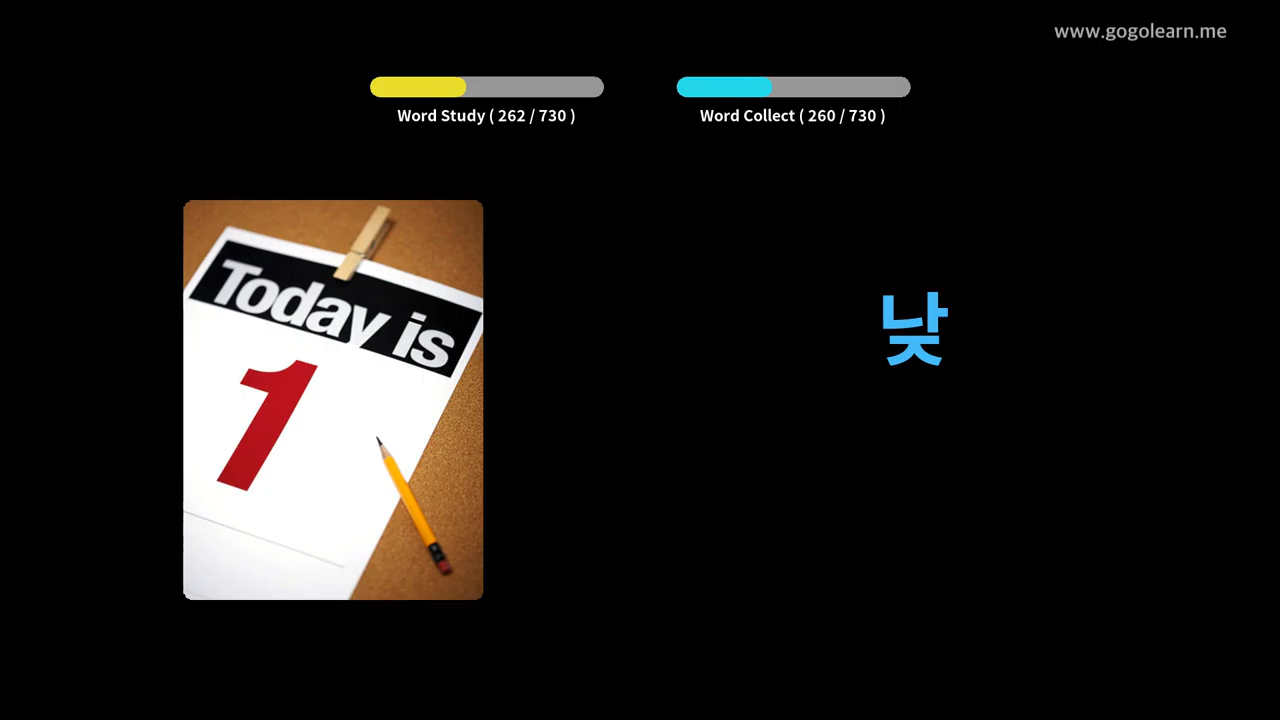 www.gogolearn.me
Word Study ( 262 / 730 )
Word Collect ( 260 / 730 )
Today is
1
낮